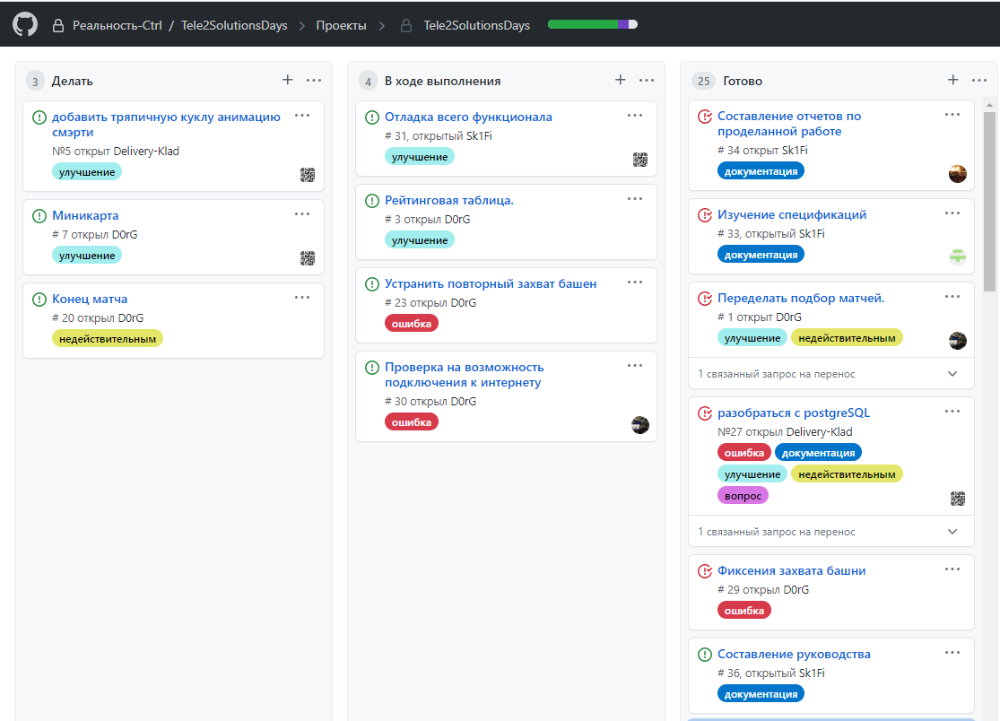 Реальность-Ctrl / Tele2SolutionsDays > Проекты > Tele2SolutionsDays
3 Делать + ...
добавить тряпичную куклу анимацию
смэрти
№5 открыт Delivery-Klad
улучшение
Миникарта
# 7 открыл D0rG
улучшение
Конец матча
# 20 открыл D0rG
недействительным
4 В ходе выполнения + ...
Отладка всего функционала
# 31, открытый Sk1Fi
улучшение
Рейтинговая таблица.
# 3 открыл D0rG
улучшение
Устранить повторный захват башен
# 23 открыл D0rG
ошибка
Проверка на возможность
подключения к интернету
# 30 открыл D0rG
ошибка
25 Готово + ...
Составление отчетов по
проделанной работе
# 34 открыт Sk1Fi
документация
Изучение спецификаций
# 33, открытый Sk1Fi
документация
Переделать подбор матчей.
# 1 открыт D0rG
улучшение недействительным
1 связанный запрос на перенос
разобраться с postgreSQL
№27 открыл Delivery-Klad
ошибка документация
улучшение недействительным
вопрос
1 связанный запрос на перенос
Фиксения захвата башни
# 29 открыл D0rG
ошибка
Составление руководства
# 36, открытый Sk1Fi
документация